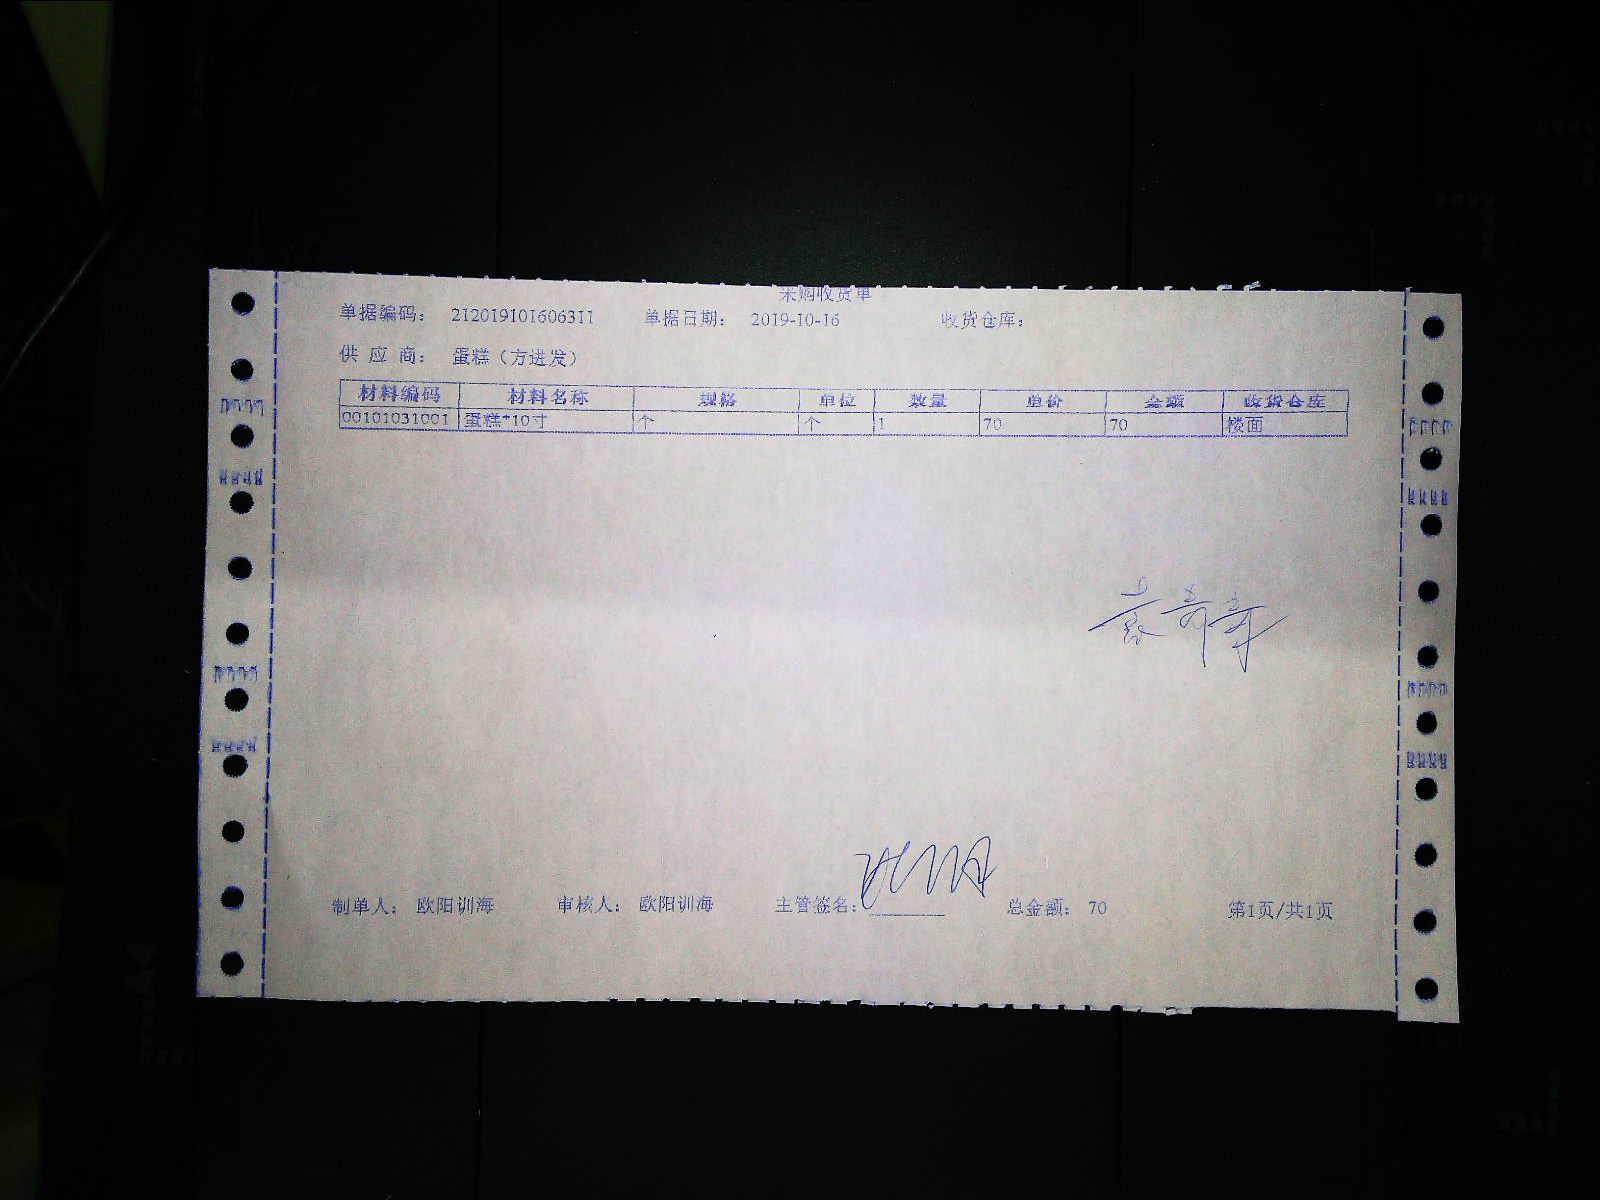 采购收货单
单据编码： 212019101606311 单据日期： 2019-10-16 收货仓库：
供 应 商： 蛋糕（方进发）
材料编码 材料名称 规格 单位 数量 单价 金额 收货仓库
00101031001 蛋糕*10寸 个 个 1 70 70 楼面
制单人： 欧阳训海 审核人： 欧阳训海 主管签名： 总金额： 70 第1页/共1页